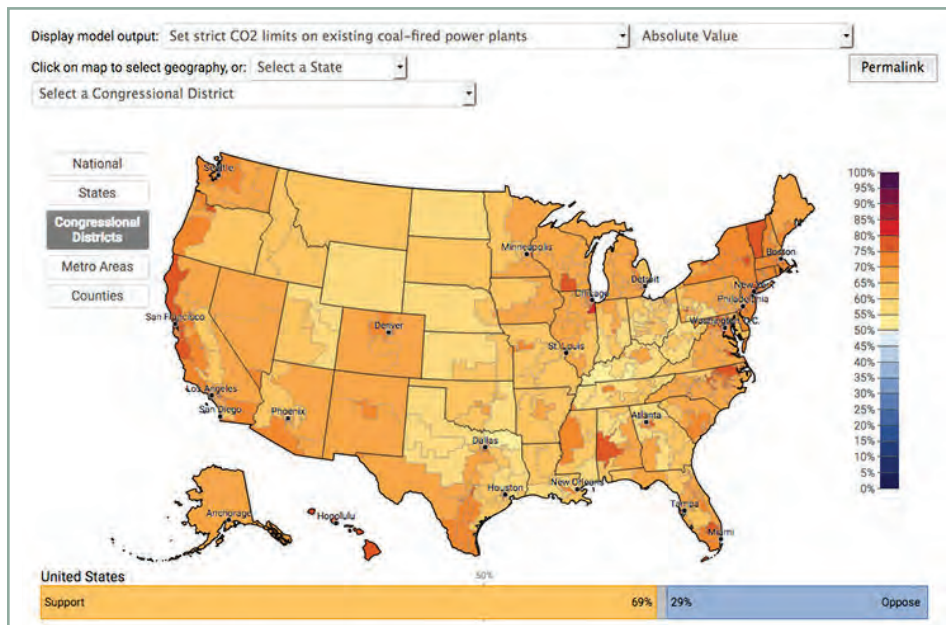 Display model output: Set strict CO2 limits on existing coal-fired power plants Absolute Value
Click on map to select geography, or: Select a State Permalink
Select a Congressional District
National
States
Congressional
Districts
Metro Areas
Counties
Seattle
Minneapolis
Boston
Detroit
Chicago
New York
Philadelphia
Washington D.C.
San Francisco
Denver
St. Louis
Los Angeles
San Diego
Phoenix
Atlanta
Dallas
Houston
New Orleans
Tampa
Miami
Anchorage
Honolulu
100%
95%
90%
85%
80%
75%
70%
65%
60%
55%
50%
45%
40%
35%
30%
25%
20%
15%
10%
5%
0%
United States
50%
Support 69% 29% Oppose